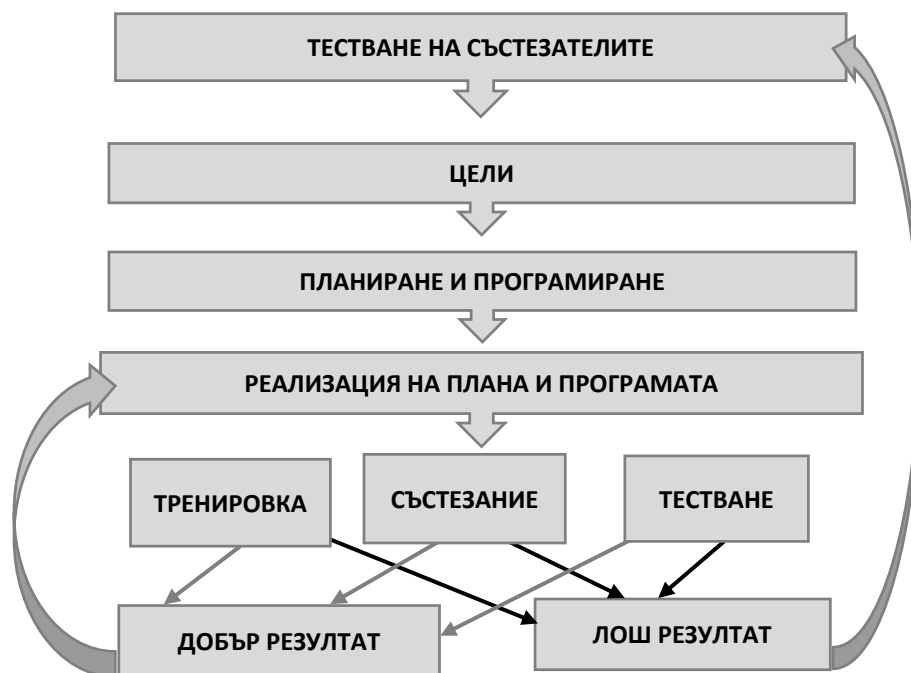 ТЕСТВАНЕ НА СЪСТЕЗАТЕЛИТЕ
ЦЕЛИ
ПЛАНИРАНЕ И ПРОГРАМИРАНЕ
РЕАЛИЗАЦИЯ НА ПЛАНА И ПРОГРАМАТА
ТРЕНИРОВКА
СЪСТЕЗАНИЕ
ТЕСТВАНЕ
ДОБЪР РЕЗУЛТАТ
ЛОШ РЕЗУЛТАТ